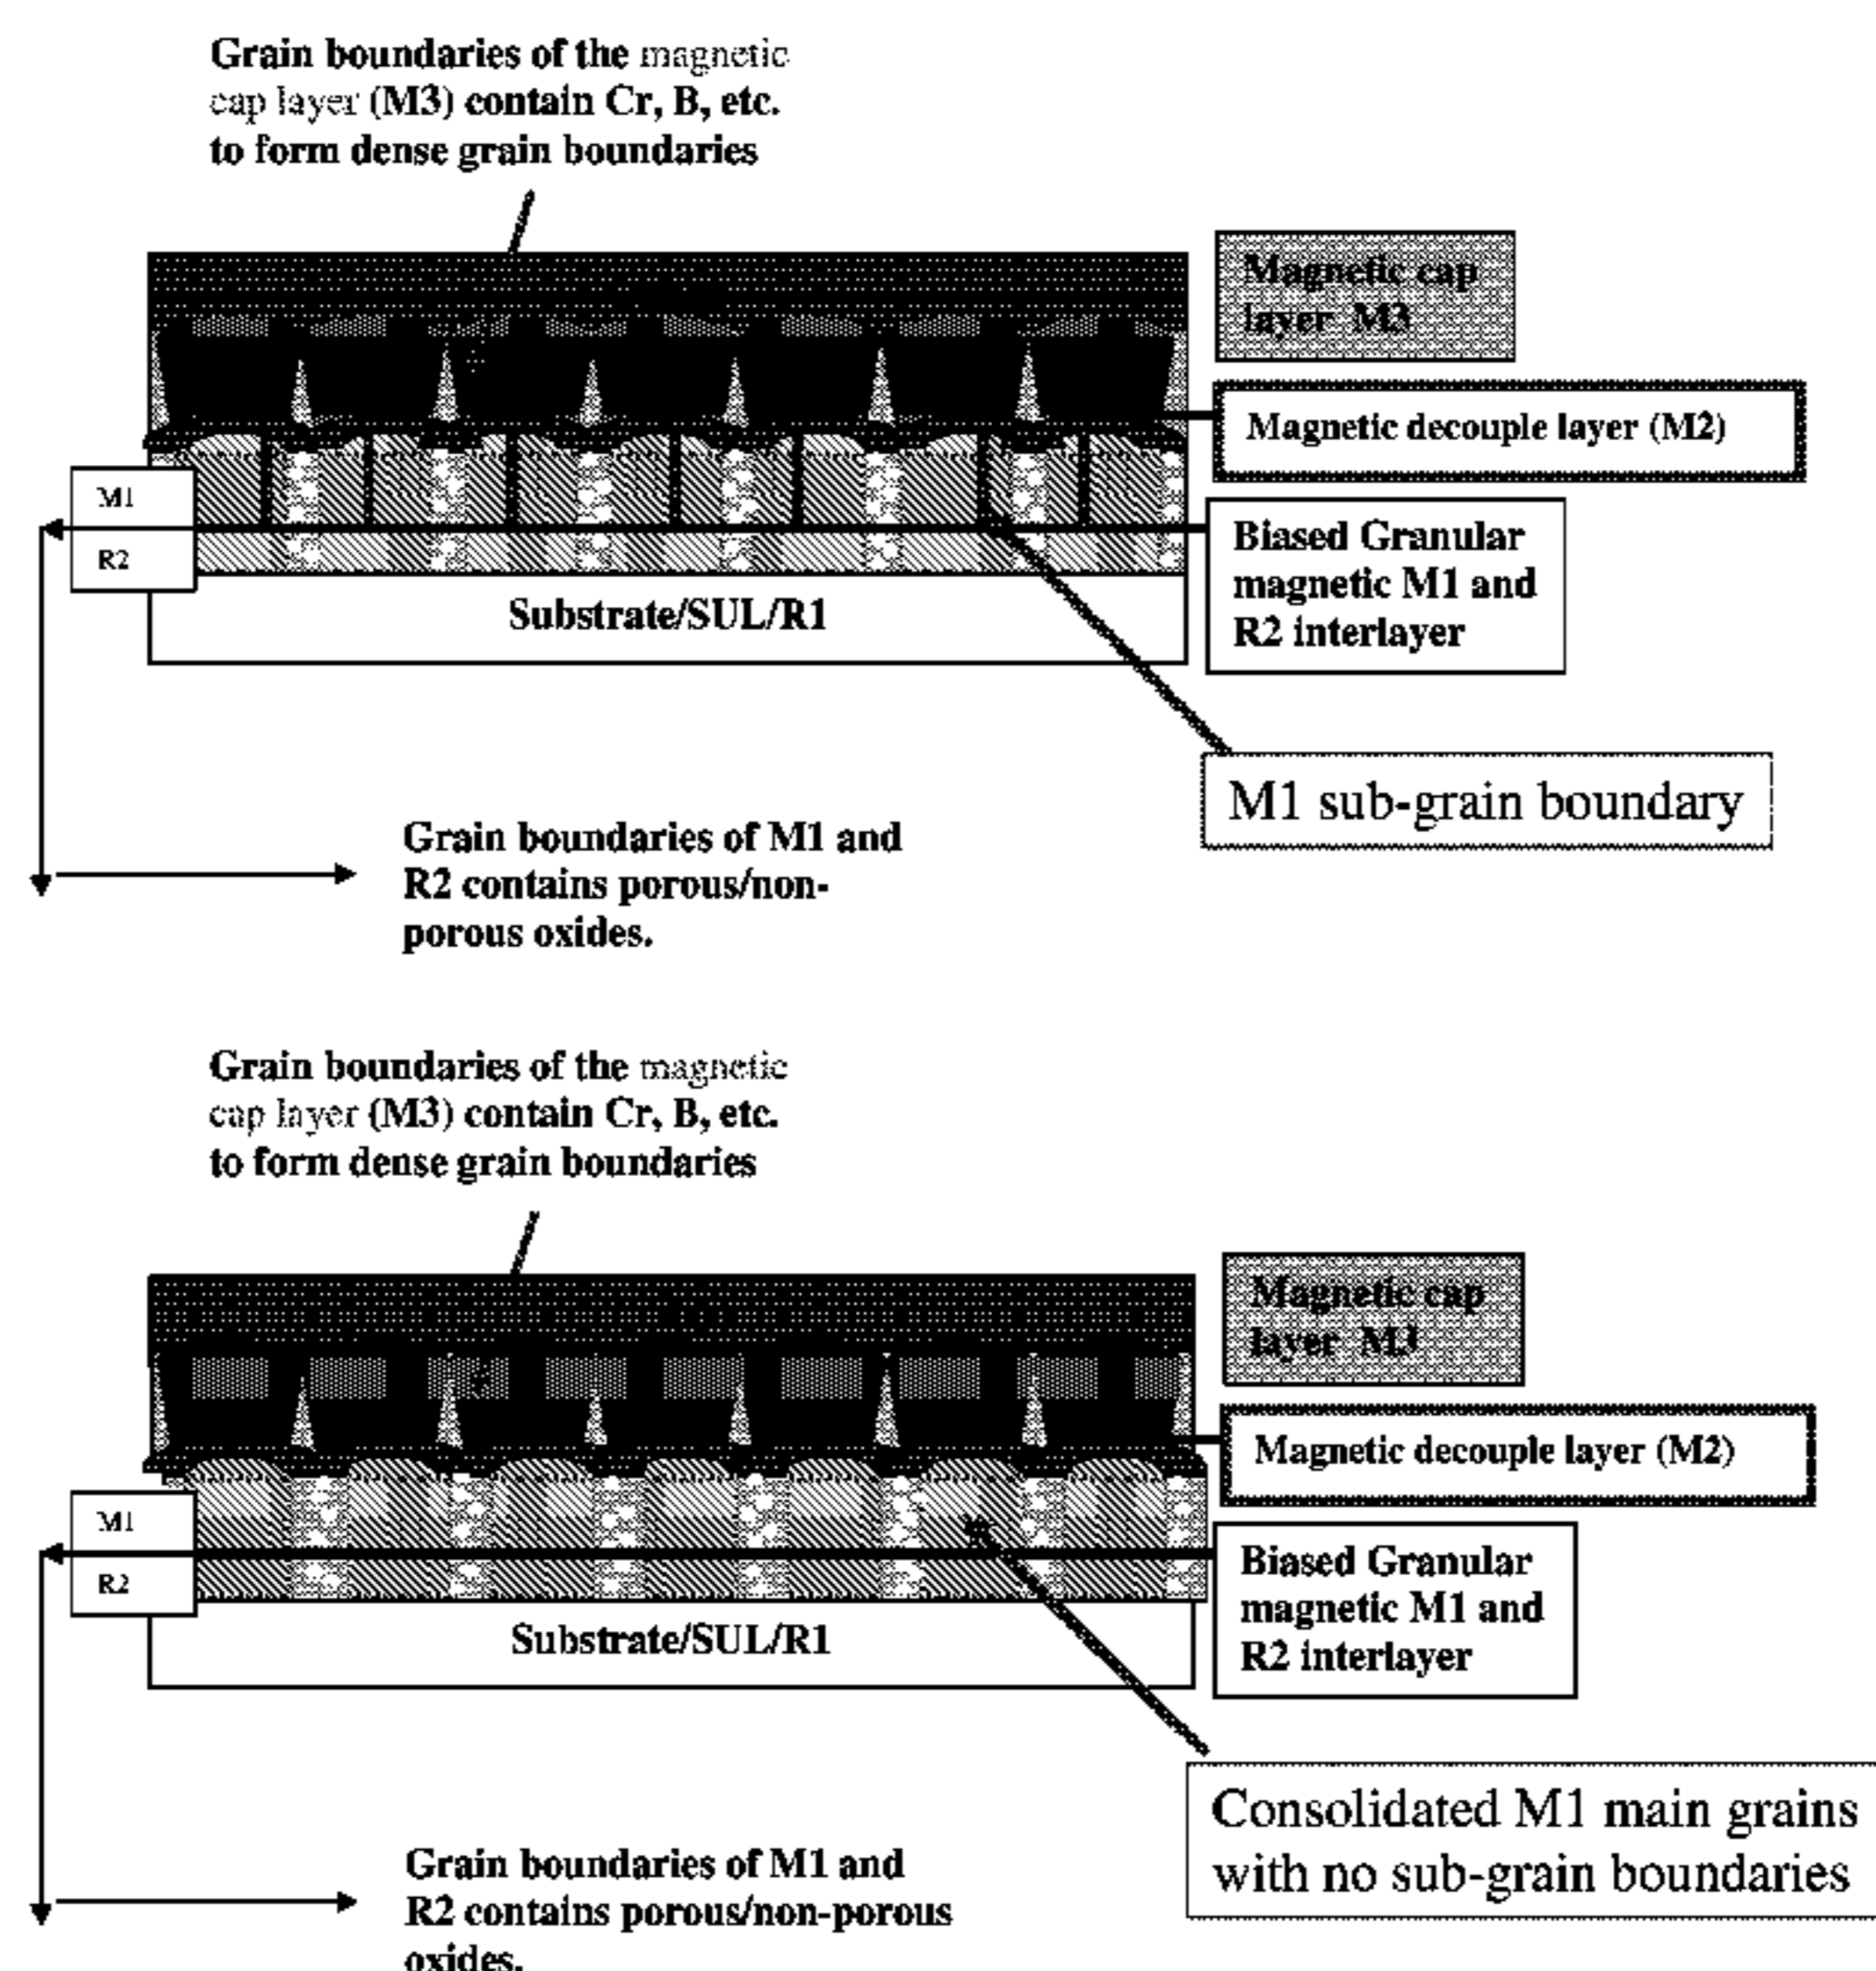 Grain boundaries of the magnetic
cap layer (M3) contain Cr, B, etc.
to form dense grain boundaries
Magnetic cap
layer M3
Magnetic decouple layer (M2)
M1
R2
Biased Granular
magnetic M1 and
R2 interlayer
Substrate/SUL/R1
M1 sub-grain boundary
Grain boundaries of M1 and
R2 contains porous/non-
porous oxides.
Grain boundaries of the magnetic
cap layer (M3) contain Cr, B, etc.
to form dense grain boundaries
Magnetic cap
layer M3
Magnetic decouple layer (M2)
M1
R2
Biased Granular
magnetic M1 and
R2 interlayer
Substrate/SUL/R1
Consolidated M1 main grains
with no sub-grain boundaries
Grain boundaries of M1 and
R2 contains porous/non-porous
oxides.